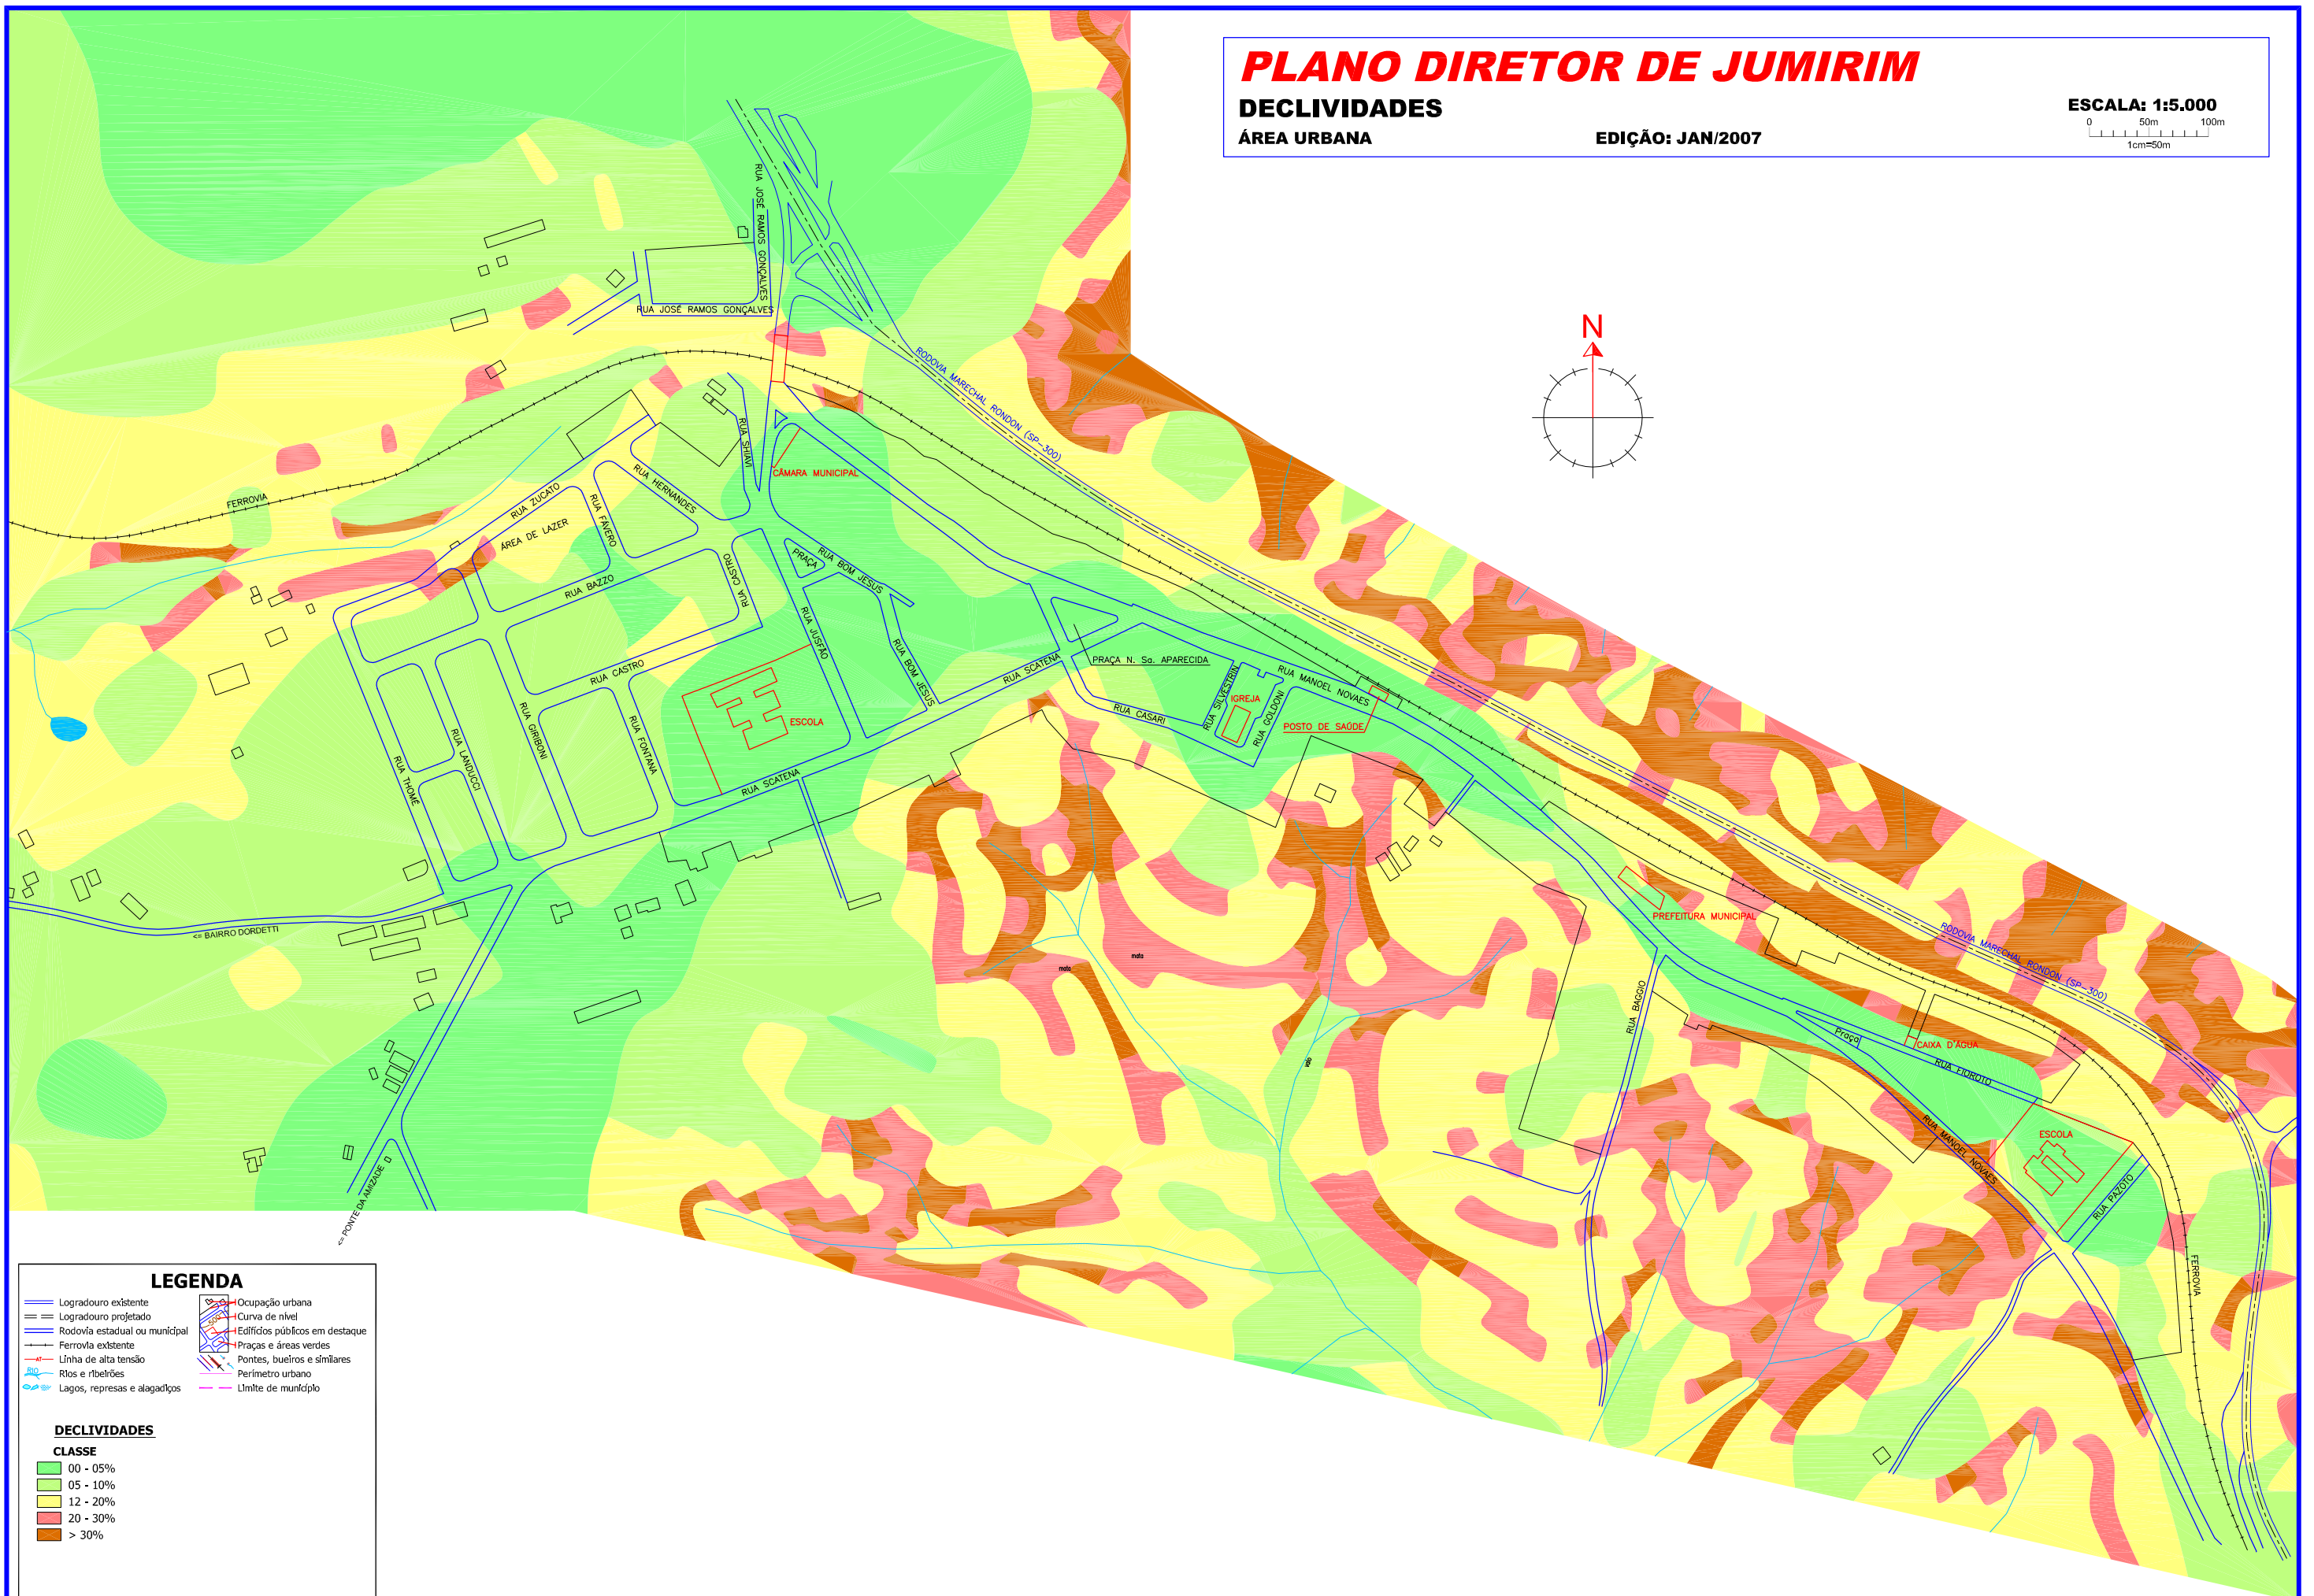 PLANO DIRETOR DE JUMIRIM
DECLIVIDADES
ÁREA URBANA
EDIÇÃO: JAN/2007
ESCALA: 1:5.000
0 50m 100m
1cm=50m
N
RUA JOSÉ RAMOS GONÇALVES
RUA JOSÉ RAMOS GONÇALVES
RODOVIA MARECHAL RONDON (SP-300)
RUA SHIAVI
CÂMARA MUNICIPAL
FERROVIA
RUA ZUCATO
RUA HERNANDES
RUA FÁVERO
ÁREA DE LAZER
RUA BAZZO
RUA CASTRO
PRAÇA
RUA BOM JESUS
RUA JUSFÃO
RUA BOM JESUS
RUA CASTRO
RUA SCATENA
PRAÇA N. Sa. APARECIDA
RUA MANOEL NOVAES
RUA SILVESTRIN
IGREJA
RUA GOLDONI
RUA CASARI
POSTO DE SAÚDE
ESCOLA
RUA GIRIBONI
RUA FONTANA
RUA LANDUCCI
RUA THOMÉ
RUA SCATENA
<= BAIRRO DORDETTI
PREFEITURA MUNICIPAL
RODOVIA MARECHAL RONDON (SP-300)
mata
mata
RUA BAGGIO
Praça
CAIXA D'ÁGUA
RUA FIOROTO
vala
RUA MANOEL NOVAES
ESCOLA
RUA PAZOTO
FERROVIA
<= PONTE DA AMIZADE
LEGENDA
Logradouro existente
Logradouro projetado
Rodovia estadual ou municipal
Ferrovia existente
AT
Linha de alta tensão
RIO
Rios e ribeirões
Lagos, represas e alagadiços
500
Ocupação urbana
Curva de nível
Edifícios públicos em destaque
Praças e áreas verdes
Pontes, bueiros e similares
Perímetro urbano
Limite de município
DECLIVIDADES
CLASSE
00 - 05%
05 - 10%
12 - 20%
20 - 30%
> 30%